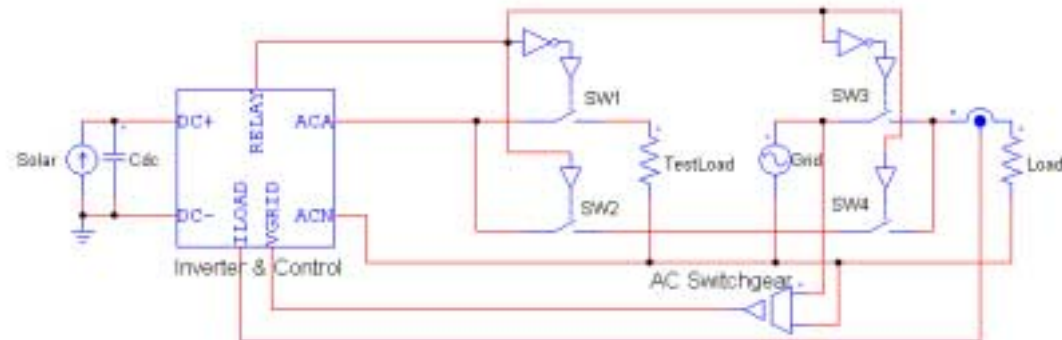 SW1
SW3
DC+
RELAY
ACA
Solar
Cdc
TestLoad
Grid
Load
ILOAD
VGRID
DC-
ACN
SW2
SW4
Inverter & Control
AC Switchgear